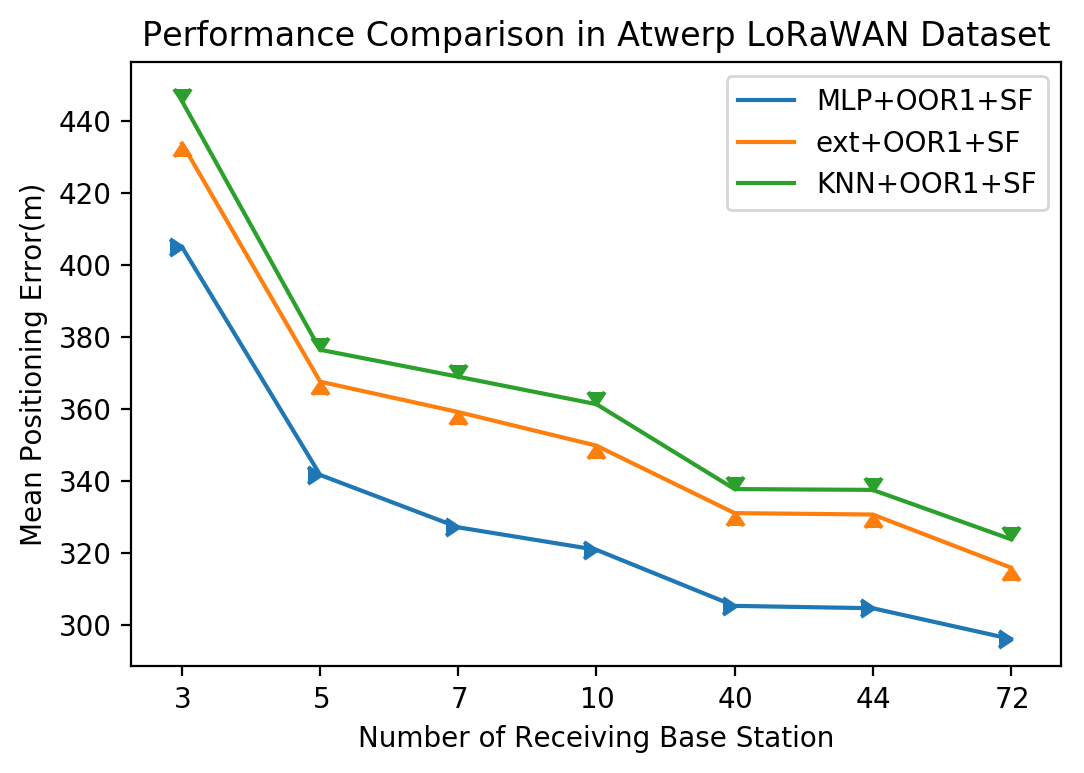 Performance Comparison in Atwerp LoRaWAN Dataset
MLP+OOR1+SF
ext+OOR1+SF
KNN+OOR1+SF
Mean Positioning Error(m)
440
420
400
380
360
340
320
300
3 5 7 10 40 44 72
Number of Receiving Base Station